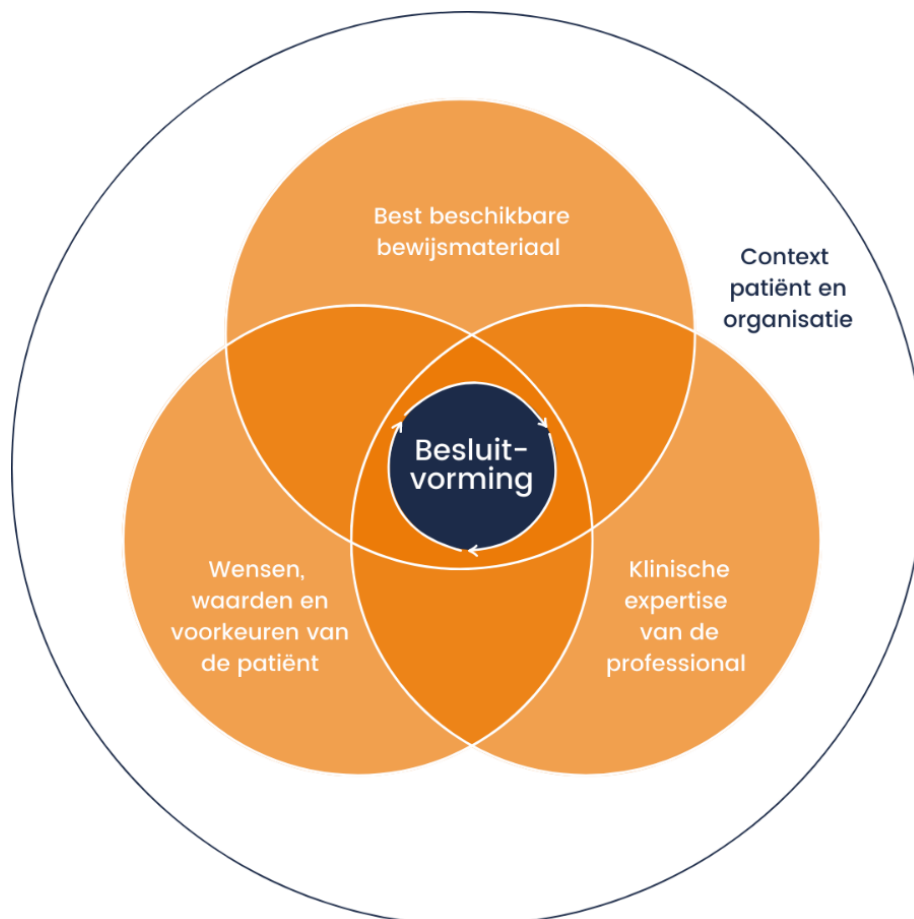 Best beschikbare
bewijsmateriaal
Context
patiënt en
organisatie
Besluit-
vorming
Wensen,
waarden en
voorkeuren van
de patiënt
Klinische
expertise
van de
professional